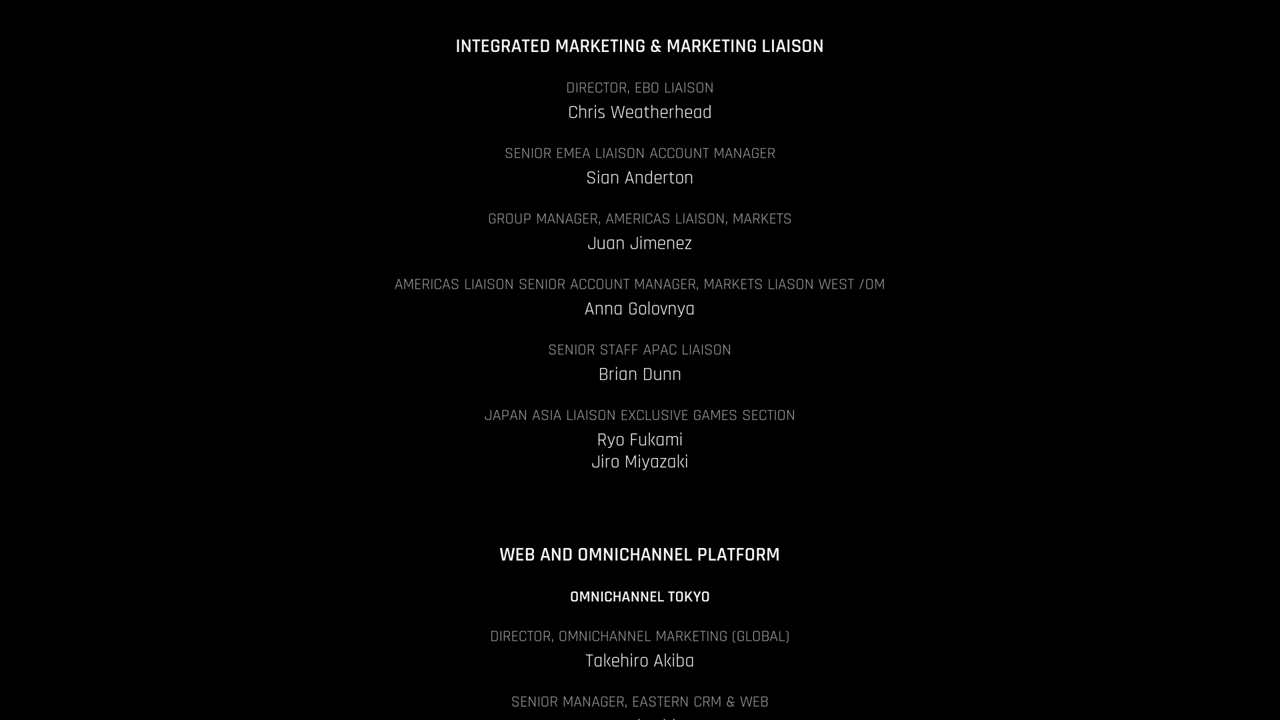 INTEGRATED MARKETING & MARKETING LIAISON
DIRECTOR, EBO LIAISON
Chris Weatherhead
SENIOR EMEA LIAISON ACCOUNT MANAGER
Sian Anderton
GROUP MANAGER, AMERICAS LIAISON, MARKETS
Juan Jimenez
AMERICAS LIAISON SENIOR ACCOUNT MANAGER, MARKETS LIASON WEST /OM
Anna Golovnya
SENIOR STAFF APAC LIAISON
Brian Dunn
JAPAN ASIA LIAISON EXCLUSIVE GAMES SECTION
Ryo Fukami
Jiro Miyazaki
WEB AND OMNICHANNEL PLATFORM
OMNICHANNEL TOKYO
DIRECTOR, OMNICHANNEL MARKETING (GLOBAL)
Takehiro Akiba
SENIOR MANAGER, EASTERN CRM & WEB